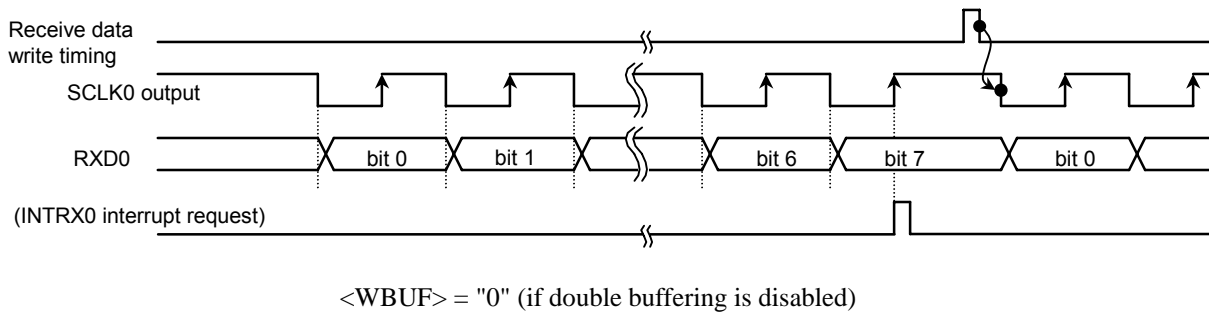 Receive data
write timing
SCLK0 output
RXD0
bit 0
bit 1
bit 6
bit 7
bit 0
(INTRX0 interrupt request)
<WBUF> = "0" (if double buffering is disabled)